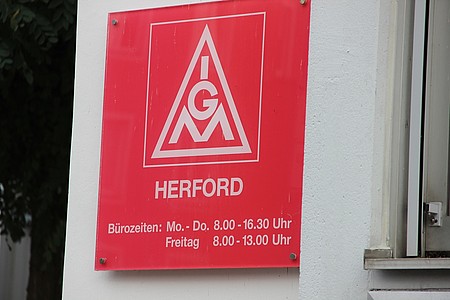 IGM
HERFORD
Bürozeiten: Mo.- Do. 8.00 - 16.30 Uhr
Freitag 8.00 - 13.00 Uhr